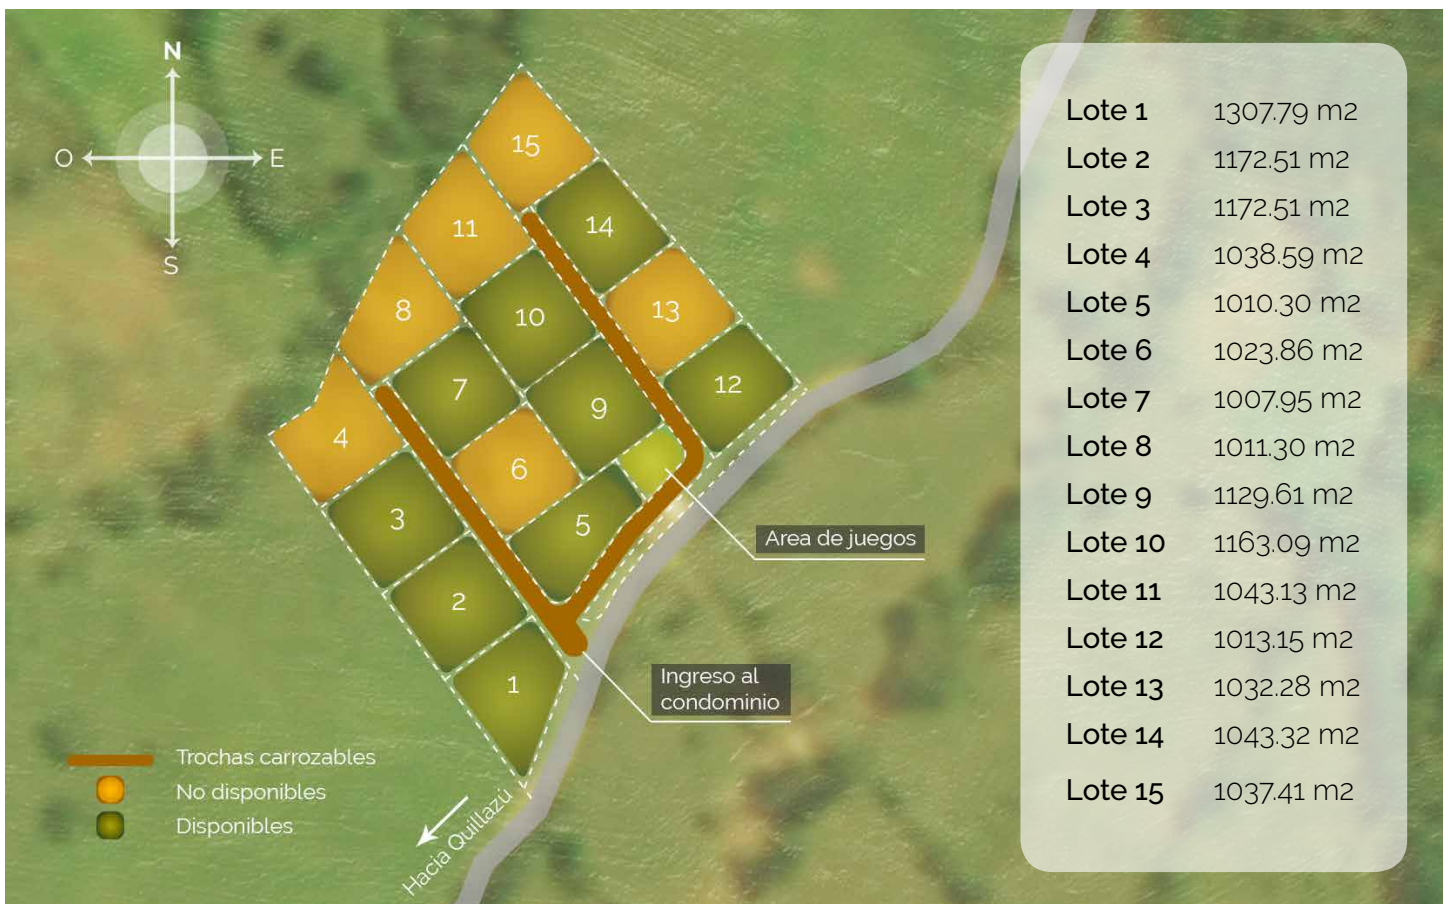 N
O
E
S
15
14
11
13
8
10
12
7
9
4
6
3
5
2
1
Area de juegos
Ingreso al
condominio
Trochas carrozables
No disponibles
Disponibles
Hacia Quillazú
Lote 1 1307.79 m2
Lote 2 1172.51 m2
Lote 3 1172.51 m2
Lote 4 1038.59 m2
Lote 5 1010.30 m2
Lote 6 1023.86 m2
Lote 7 1007.95 m2
Lote 8 1011.30 m2
Lote 9 1129.61 m2
Lote 10 1163.09 m2
Lote 11 1043.13 m2
Lote 12 1013.15 m2
Lote 13 1032.28 m2
Lote 14 1043.32 m2
Lote 15 1037.41 m2